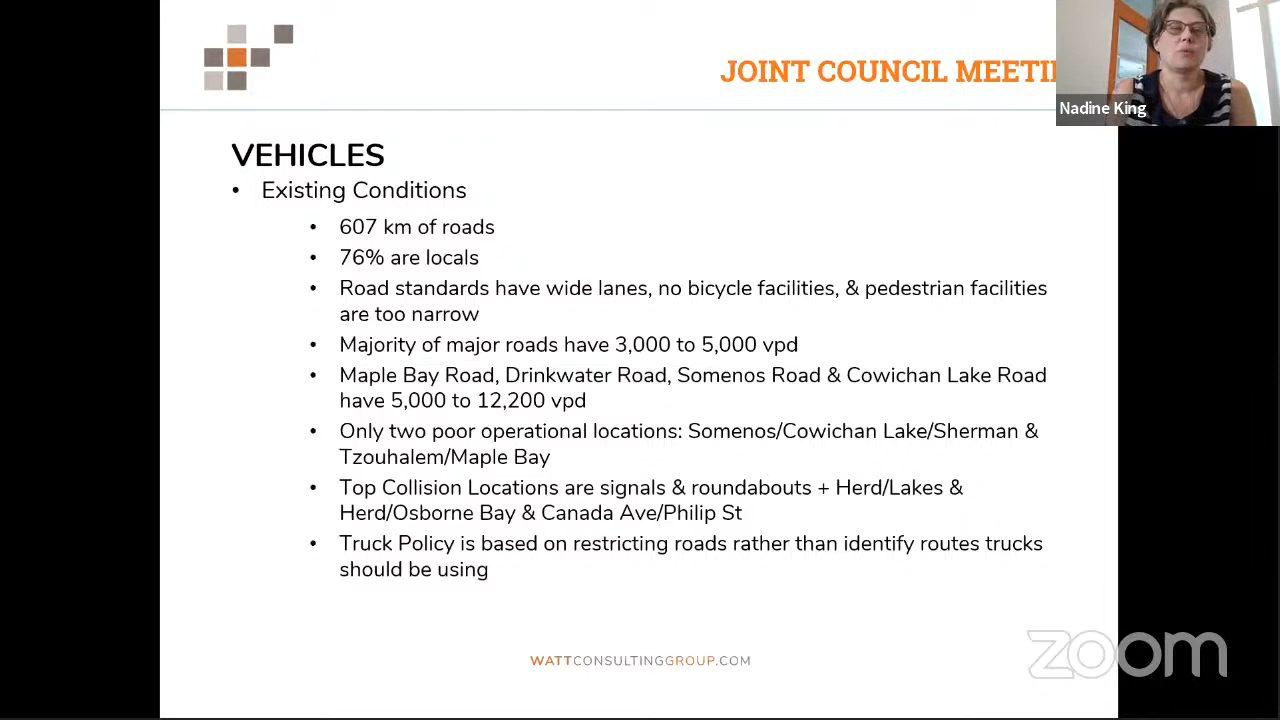 JOINT COUNCIL
Nadine King
VEHICLES
• Existing Conditions
• 607 km of roads
• 76% are locals
• Road standards have wide lanes, no bicycle facilities, & pedestrian facilities
are too narrow
• Majority of major roads have 3,000 to 5,000 vpd
• Maple Bay Road, Drinkwater Road, Somenos Road & Cowichan Lake Road
have 5,000 to 12,200 vpd
• Only two poor operational locations: Somenos/Cowichan Lake/Sherman &
Tzouhalem/Maple Bay
• Top Collision Locations are signals & roundabouts + Herd/Lakes &
Herd/Osborne Bay & Canada Ave/Philip St
• Truck Policy is based on restricting roads rather than identify routes trucks
should be using
WATTCONSULTINGGROUP.COM
zoom